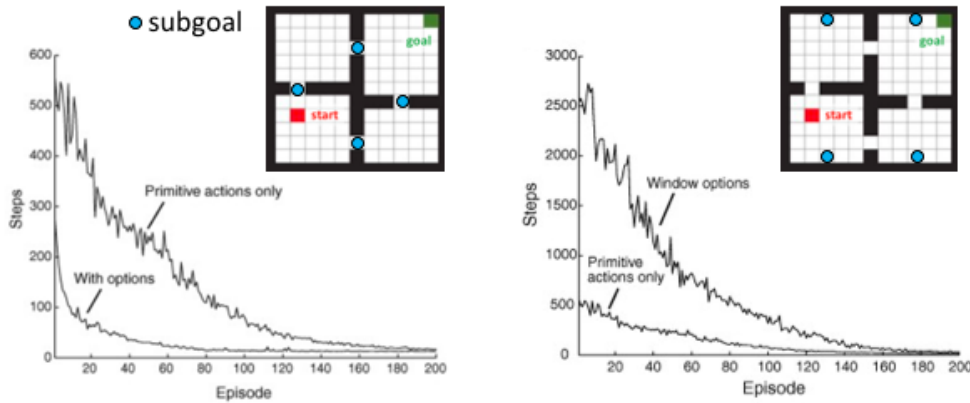 subgoal
goal
start
600
500
400
300
200
100
0
Steps
Primitive actions only
With options
20 40 60 80 100 120 140 160 180 200
Episode
goal
start
3000
2500
2000
1500
1000
500
0
Steps
Window options
Primitive
actions only
20 40 60 80 100 120 140 160 180 200
Episode